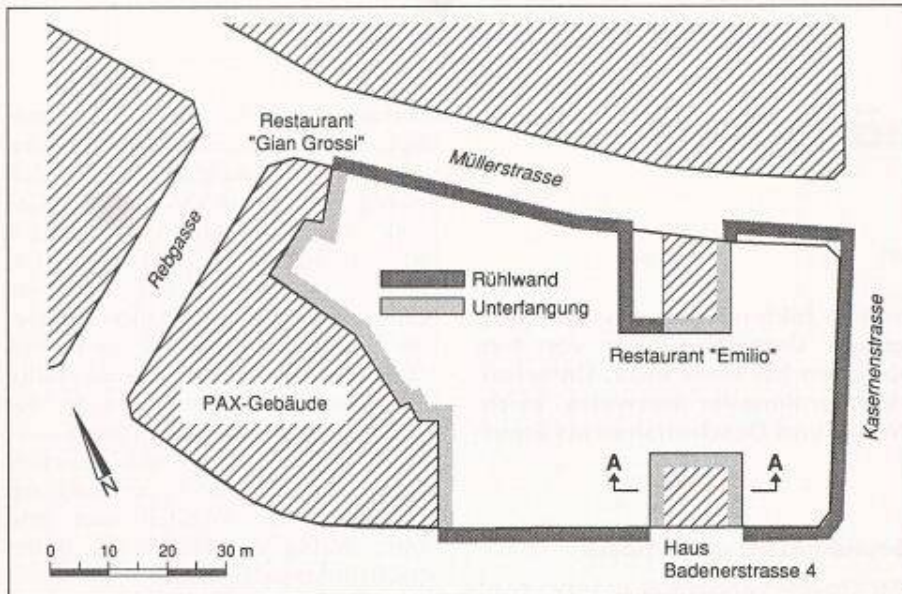 Restaurant
"Gian Grossi"
Müllerstrasse
Rebgasse
Rühlwand
Unterfangung
Restaurant "Emilio"
Kasernenstrasse
PAX-Gebäude
A A
N
0 10 20 30 m
Haus
Badenerstrasse 4